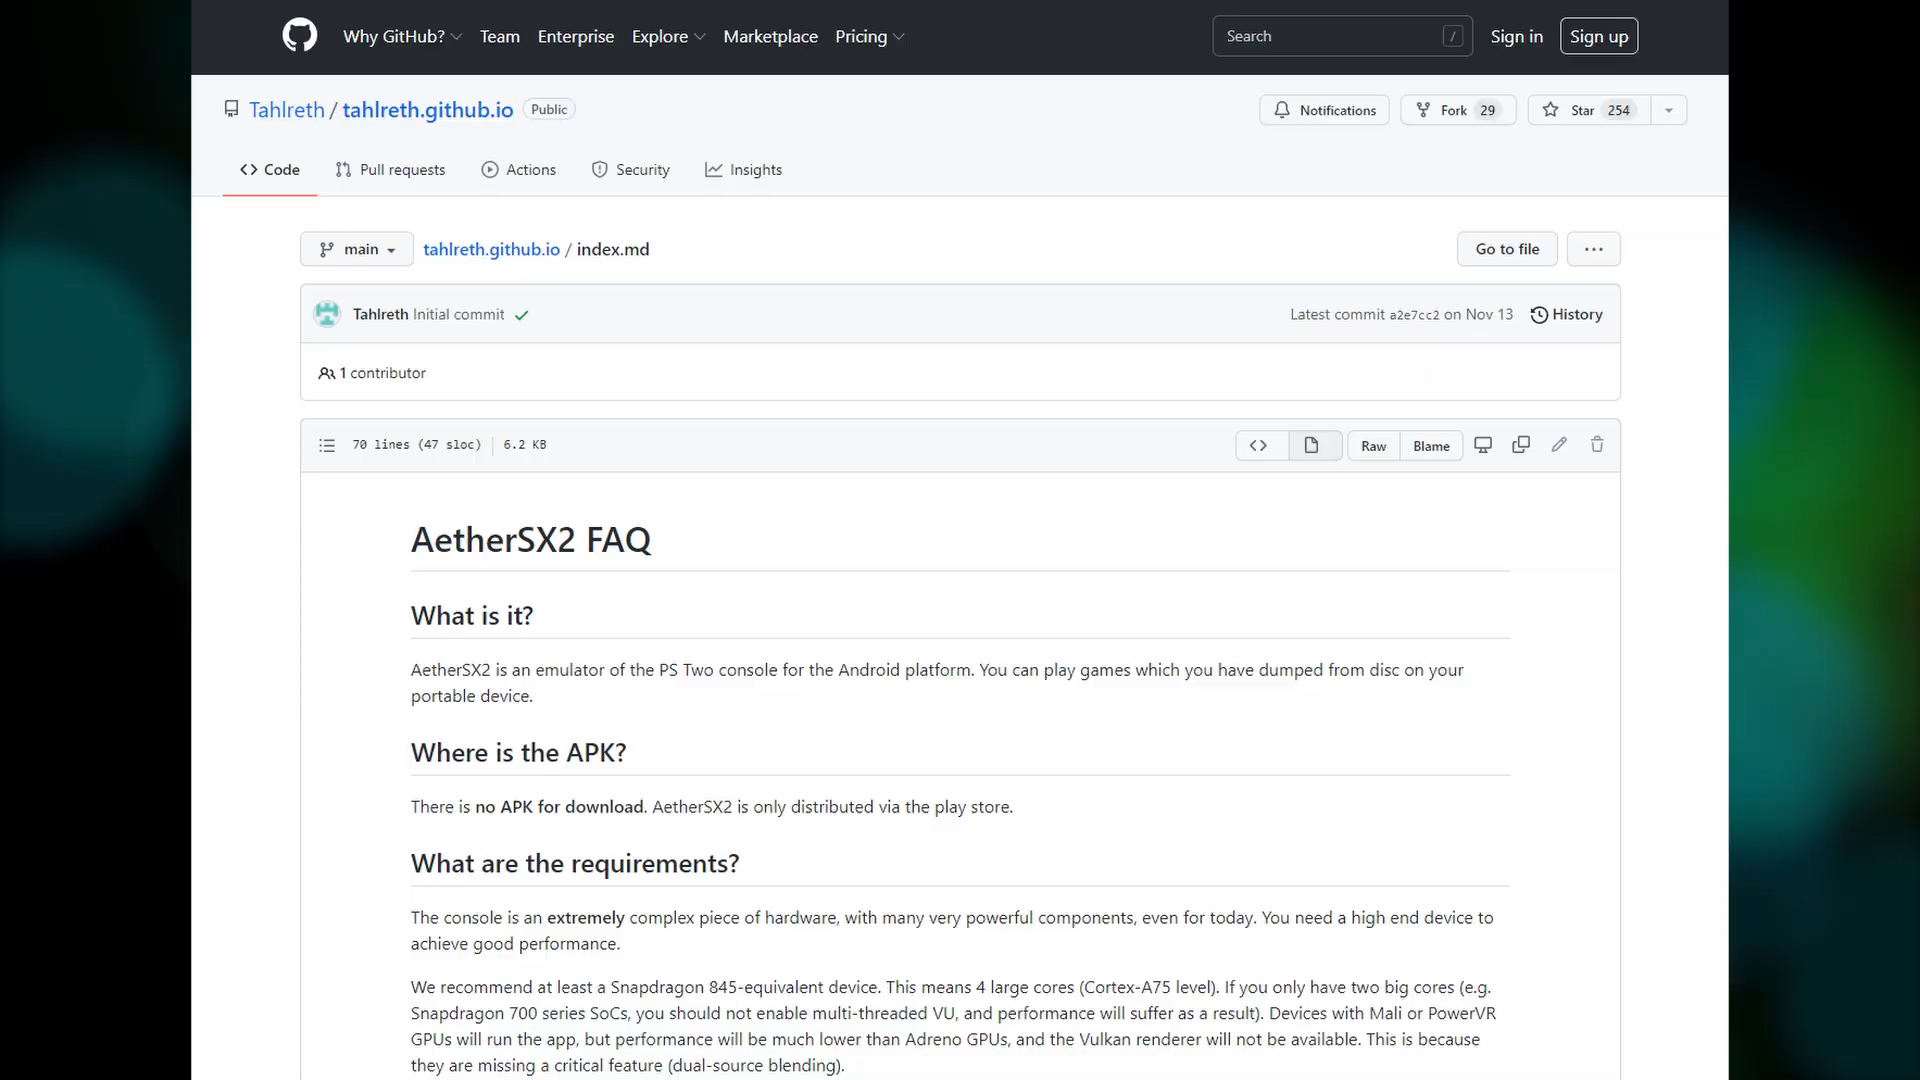 Why GitHub? Team Enterprise Explore Marketplace Pricing Search / Sign in Sign up
Tahlreth / tahlreth.github.io Public Notifications Fork 29 Star 254
Code Pull requests Actions Security Insights
main tahlreth.github.io / index.md Go to file ...
Tahlreth Initial commit Latest commit a2e7cc2 on Nov 13 History
1 contributor
70 lines (47 sloc) 6.2 KB <> Raw Blame
AetherSX2 FAQ
What is it?
AetherSX2 is an emulator of the PS Two console for the Android platform. You can play games which you have dumped from disc on your
portable device.
Where is the APK?
There is no APK for download. AetherSX2 is only distributed via the play store.
What are the requirements?
The console is an extremely complex piece of hardware, with many very powerful components, even for today. You need a high end device to
achieve good performance.
We recommend at least a Snapdragon 845-equivalent device. This means 4 large cores (Cortex-A75 level). If you only have two big cores (e.g.
Snapdragon 700 series SoCs, you should not enable multi-threaded VU, and performance will suffer as a result). Devices with Mali or PowerVR
GPUs will run the app, but performance will be much lower than Adreno GPUs, and the Vulkan renderer will not be available. This is because
they are missing a critical feature (dual-source blending).